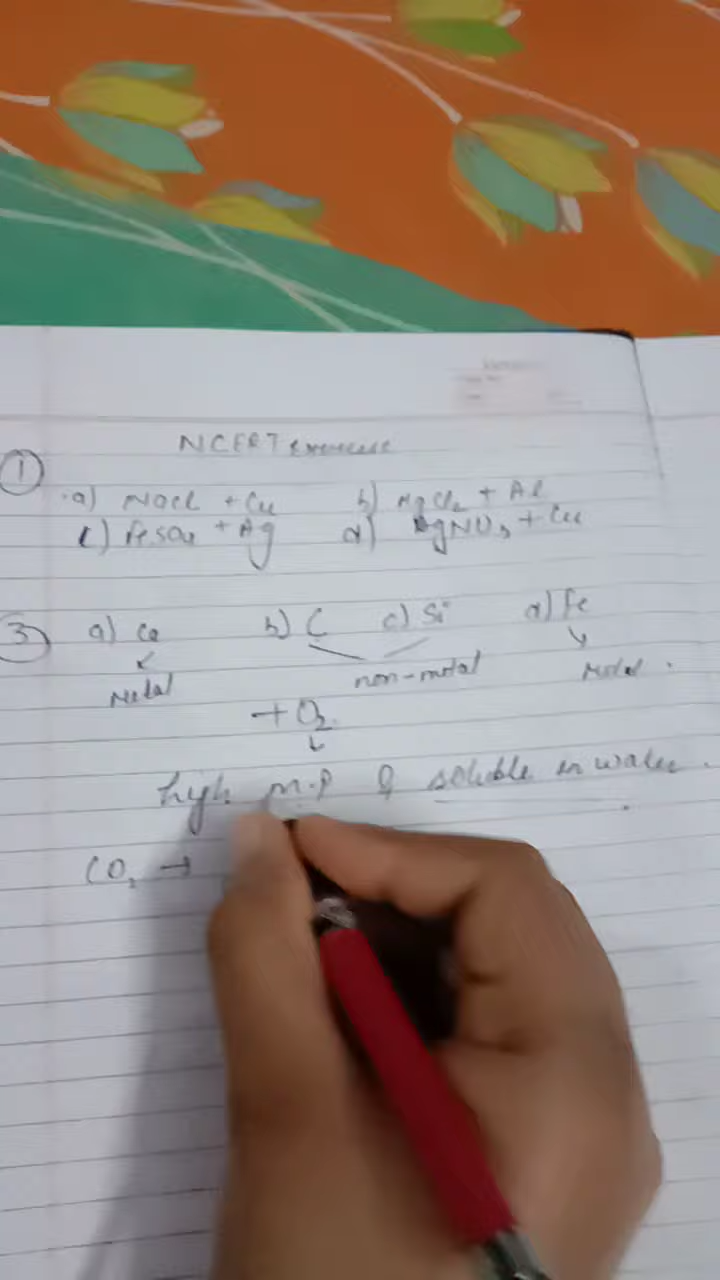 NCERT exercise
① a) NaCl + Cu b) MgCl₂ + Al
c) FeSO₄ + Ag d) AgNO₃ + Cu
③ a) Ca b) C c) Si d) Fe
Metal non-metal Metal.
+ O₂
high m.p & soluble in water.
CO₂ →